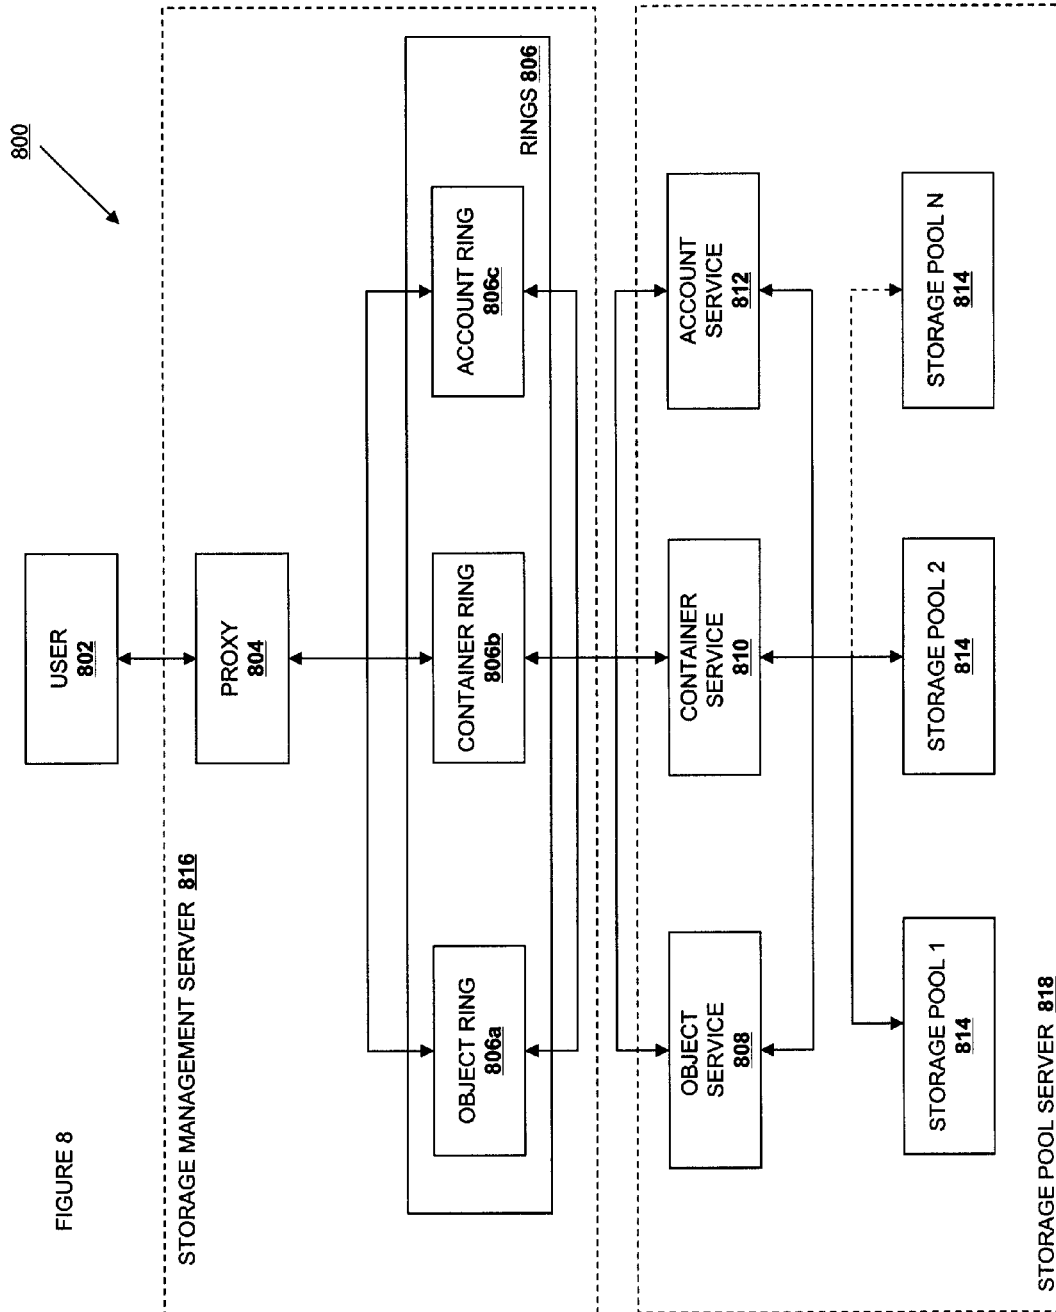 FIGURE 8
800
USER
802
STORAGE MANAGEMENT SERVER 816
PROXY
804
OBJECT RING
806a
CONTAINER RING
806b
ACCOUNT RING
806c
RINGS 806
OBJECT
SERVICE
808
CONTAINER
SERVICE
810
ACCOUNT
SERVICE
812
STORAGE POOL 1
814
STORAGE POOL 2
814
STORAGE POOL N
814
STORAGE POOL SERVER 818